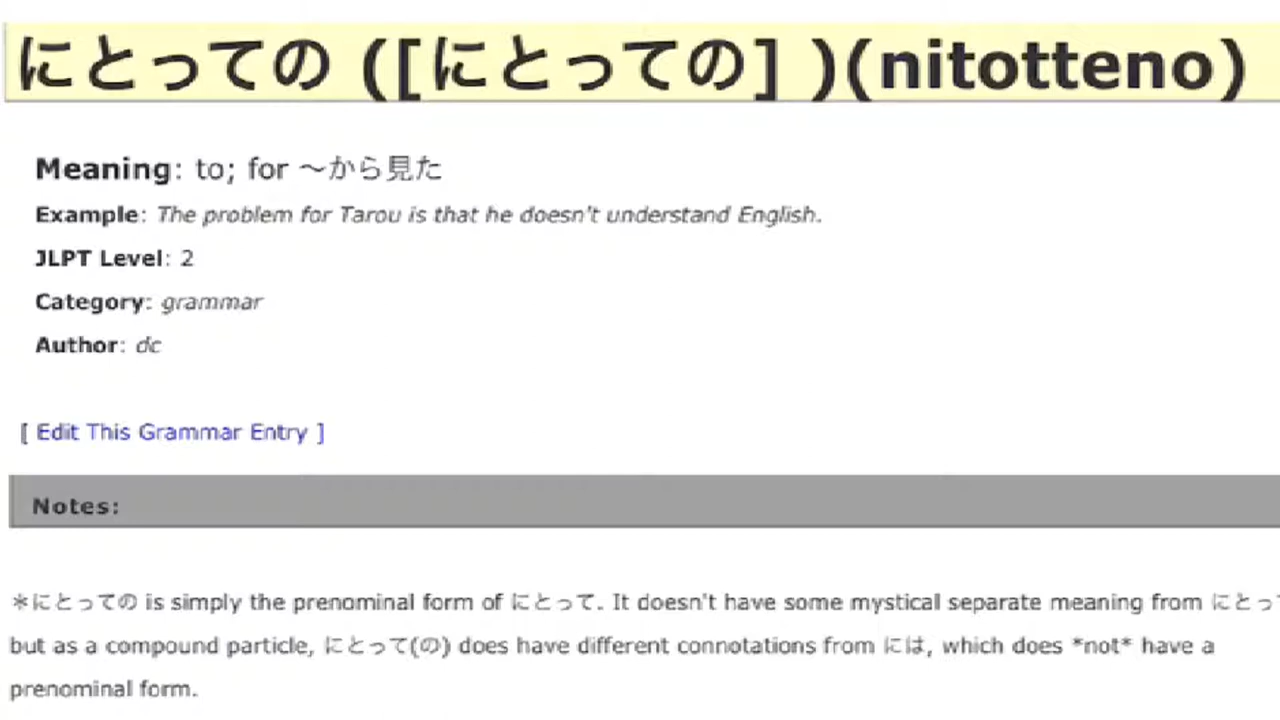 にとっての ([にとっての] )(nitotteno)
Meaning: to; for ～から見た
Example: The problem for Tarou is that he doesn't understand English.
JLPT Level: 2
Category: grammar
Author: dc
[ Edit This Grammar Entry ]
Notes:
*にとっての is simply the prenominal form of にとって. It doesn't have some mystical separate meaning from にとっ
but as a compound particle, にとって(の) does have different connotations from には, which does *not* have a
prenominal form.